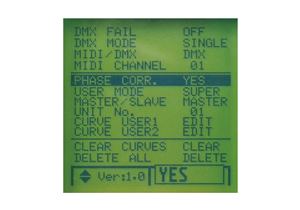 DMX FAIL OFF
DMX MODE SINGLE
MIDI/DMX DMX
MIDI CHANNEL 01
PHASE CORR. YES
USER MODE SUPER
MASTER/SLAVE MASTER
UNIT No. 01
CURVE USER1 EDIT
CURVE USER2 EDIT
CLEAR CURVES CLEAR
DELETE ALL DELETE
Ver:1.0 YES